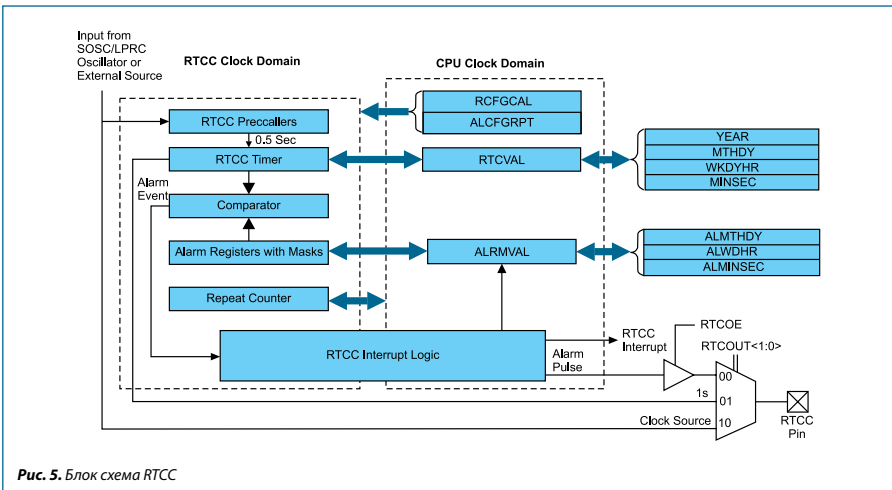 Input from
SOSC/LPRC
Oscillator or
External Source
RTCC Clock Domain
CPU Clock Domain
RCFGCAL
ALCFGRPT
RTCC Preccallers
0.5 Sec
RTCC Timer
RTCVAL
YEAR
MTHDY
WKDYHR
MINSEC
Alarm
Event
Comparator
Alarm Registers with Masks
ALRMVAL
ALMTHDY
ALWDHR
ALMINSEC
Repeat Counter
RTCC Interrupt Logic
RTCC
Interrupt
Alarm
Pulse
RTCOE
RTCOUT<1:0>
00
1s
01
Clock Source
10
RTCC
Pin
Рис. 5. Блок схема RTCC